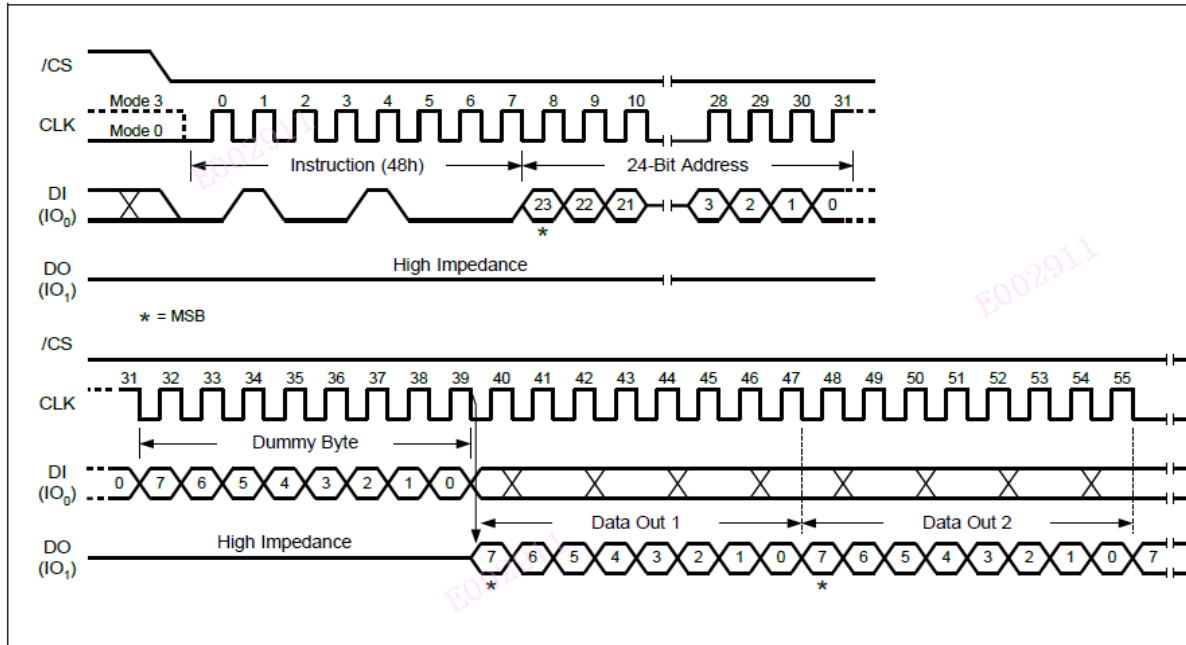 /CS
Mode 3 0 1 2 3 4 5 6 7 8 9 10 28 29 30 31
CLK
Mode 0
Instruction (48h) 24-Bit Address
DI
(IO0) 23 22 21 3 2 1 0
*
DO High Impedance
(IO1)
* = MSB
/CS
31 32 33 34 35 36 37 38 39 40 41 42 43 44 45 46 47 48 49 50 51 52 53 54 55
CLK
Dummy Byte
DI
(IO0) 0 7 6 5 4 3 2 1 0
Data Out 1 Data Out 2
DO High Impedance
(IO1) 7 6 5 4 3 2 1 0 7 6 5 4 3 2 1 0 7
* *
E002911
E002911
E002911